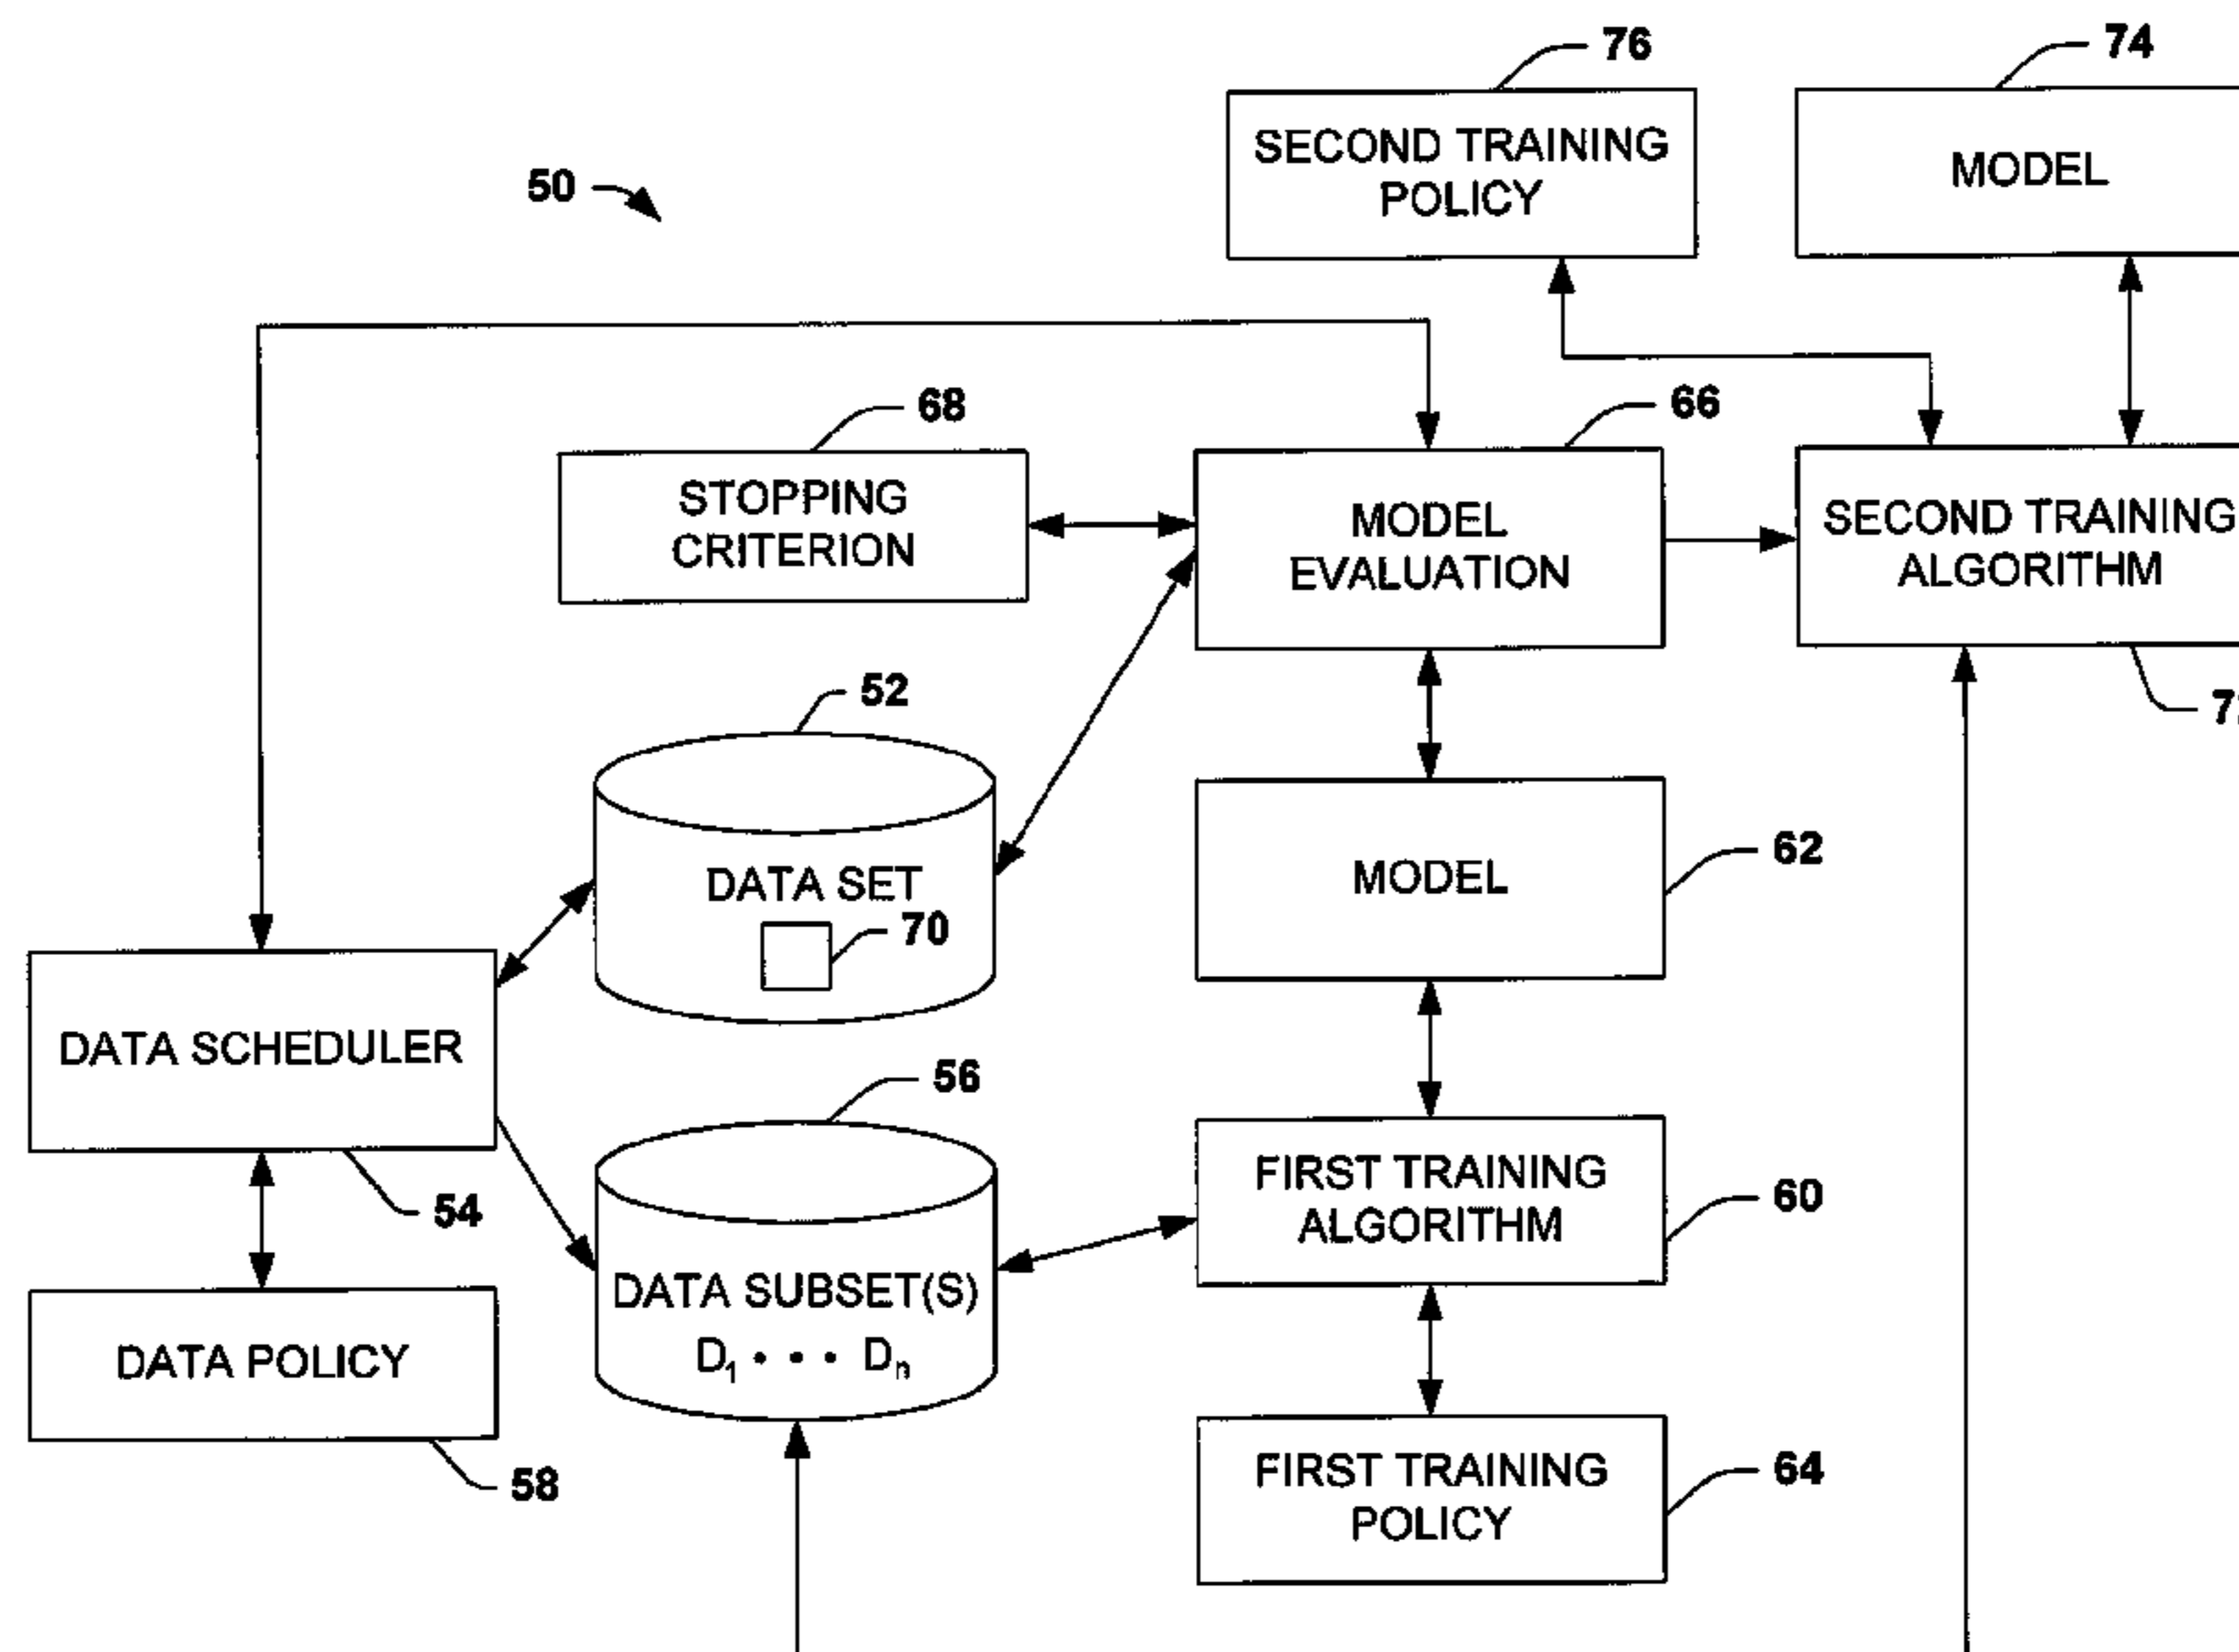 76
74
SECOND TRAINING
POLICY
MODEL
50
68
66
STOPPING
CRITERION
MODEL
EVALUATION
SECOND TRAINING
ALGORITHM
52
DATA SET
70
MODEL
62
DATA SCHEDULER
54
56
DATA SUBSET(S)
D1 • • • Dn
FIRST TRAINING
ALGORITHM
60
DATA POLICY
58
FIRST TRAINING
POLICY
64